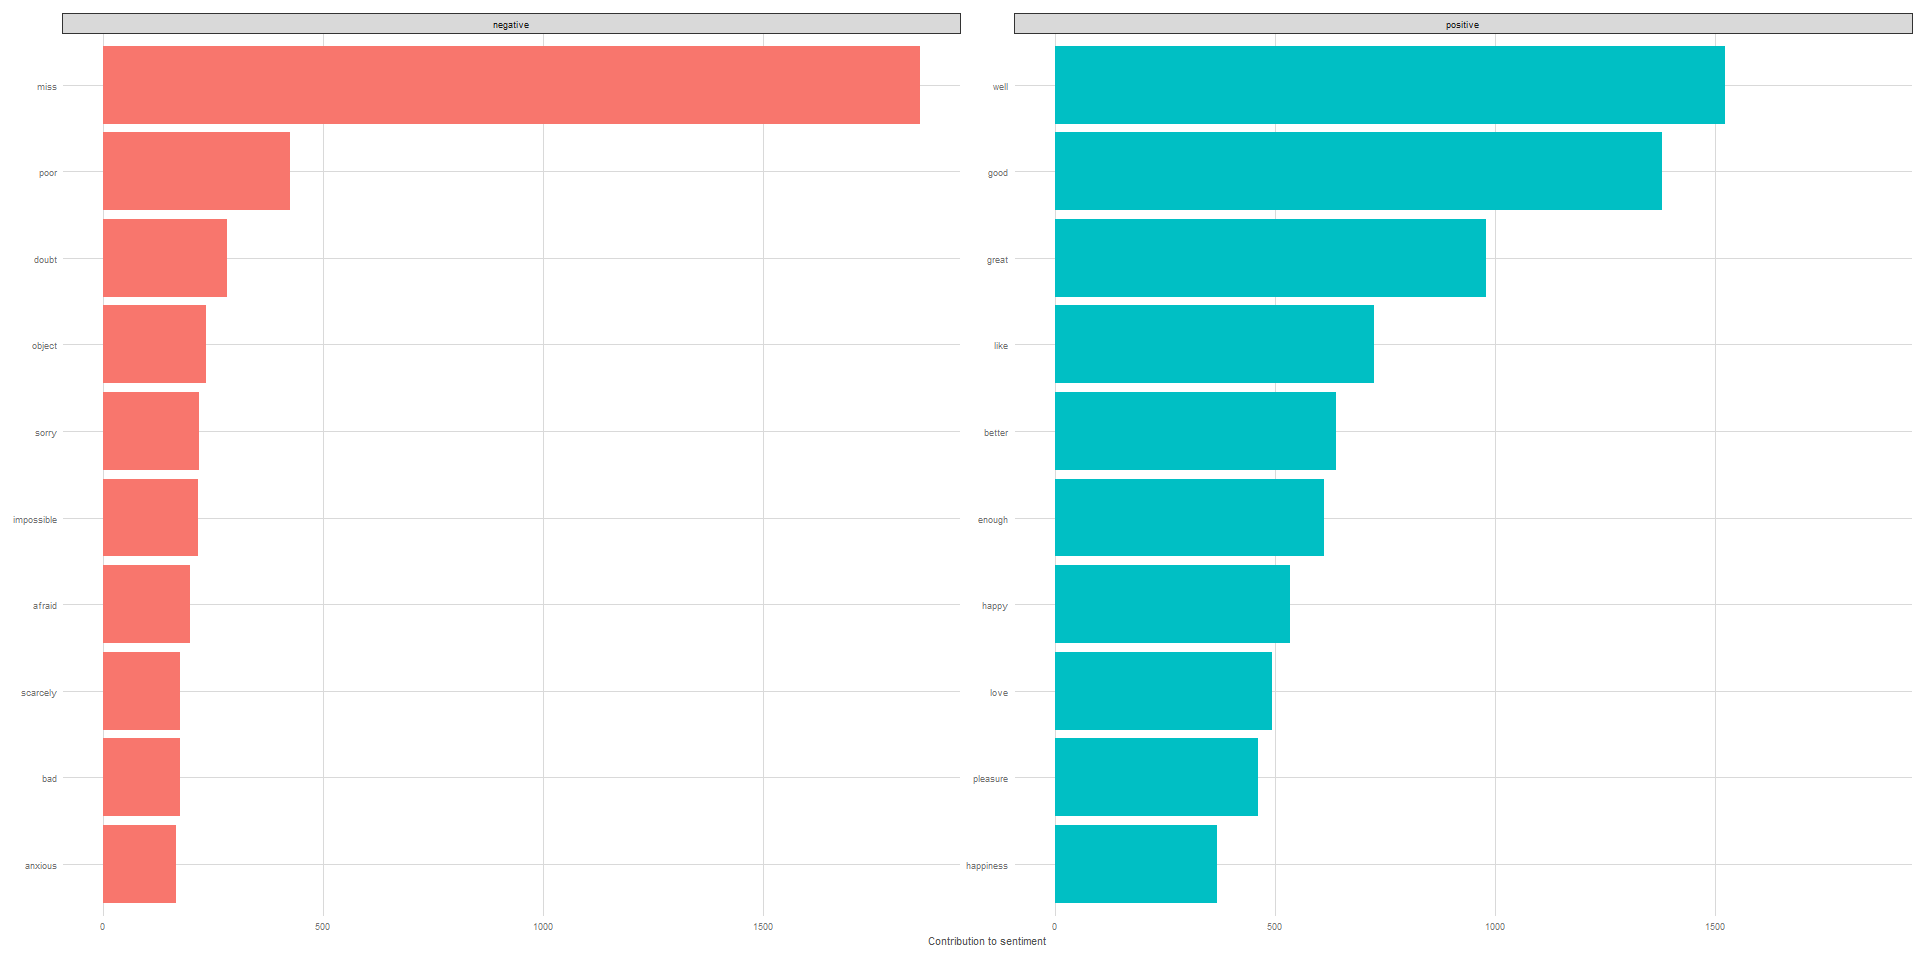 negative
miss
poor
doubt
object
sorry
impossible
afraid
scarcely
bad
anxious
0 500 1000 1500
positive
well
good
great
like
better
enough
happy
love
pleasure
happiness
0 500 1000 1500
Contribution to sentiment